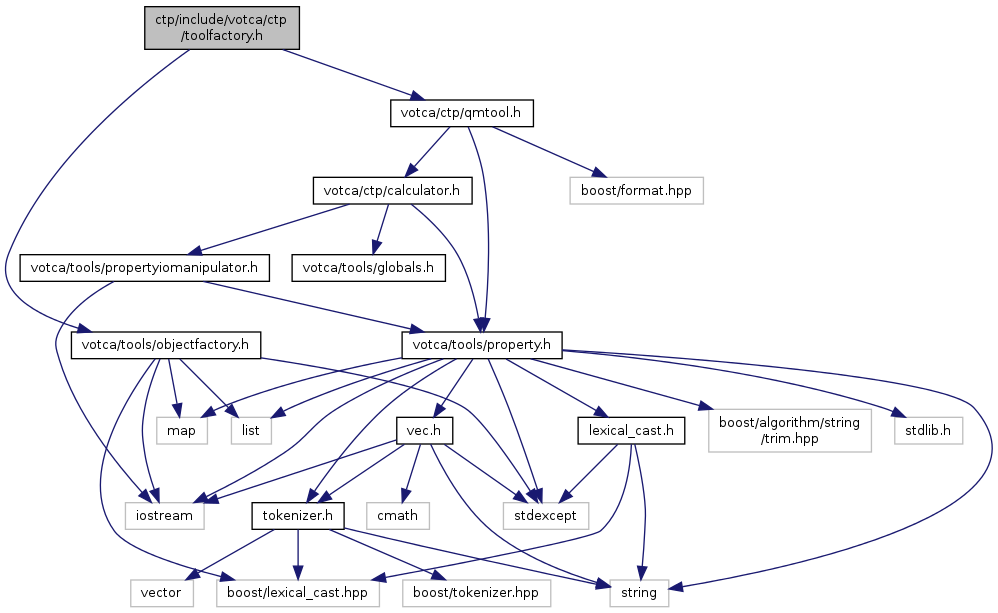 ctp/include/votca/ctp
/toolfactory.h
votca/ctp/qmtool.h
votca/ctp/calculator.h
boost/format.hpp
votca/tools/propertyiomanipulator.h
votca/tools/globals.h
votca/tools/objectfactory.h
votca/tools/property.h
map
list
vec.h
lexical_cast.h
boost/algorithm/string
/trim.hpp
stdlib.h
iostream
tokenizer.h
cmath
stdexcept
vector
boost/lexical_cast.hpp
boost/tokenizer.hpp
string